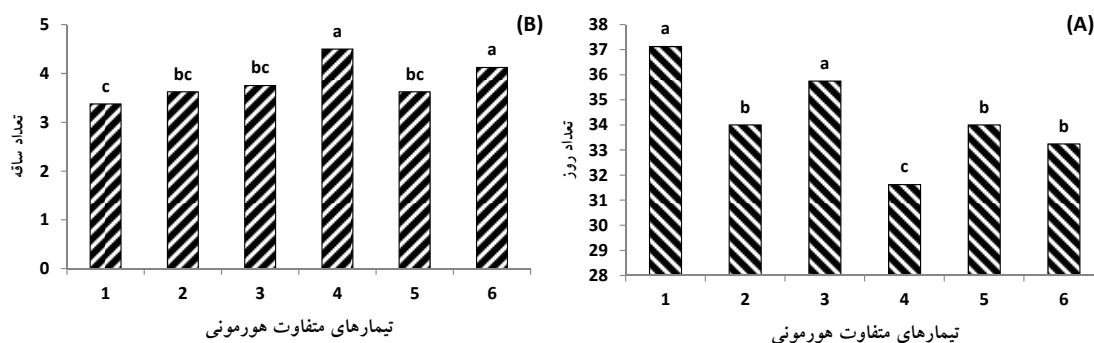 (B)
تعداد ساقه
5
4
3
2
1
0
c
bc
bc
a
bc
a
1 2 3 4 5 6
تیمارهای متفاوت هورمونی
(A)
تعداد روز
38
37
36
35
34
33
32
31
30
29
28
a
b
a
c
b
b
1 2 3 4 5 6
تیمارهای متفاوت هورمونی